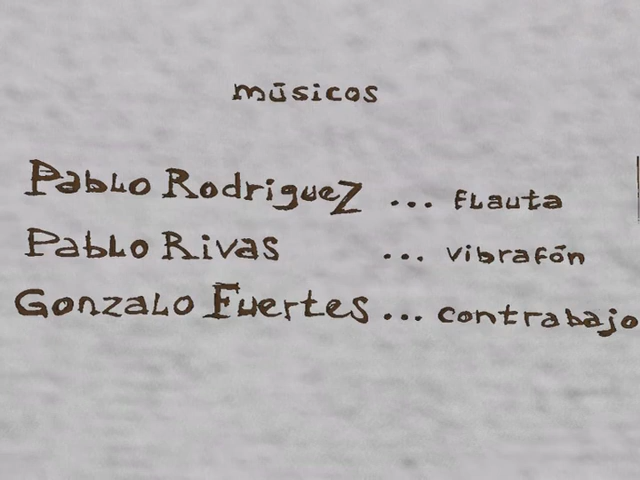 músicos
Pablo Rodriguez ... flauta
Pablo Rivas ... vibrafón
Gonzalo Fuertes ... contrabajo